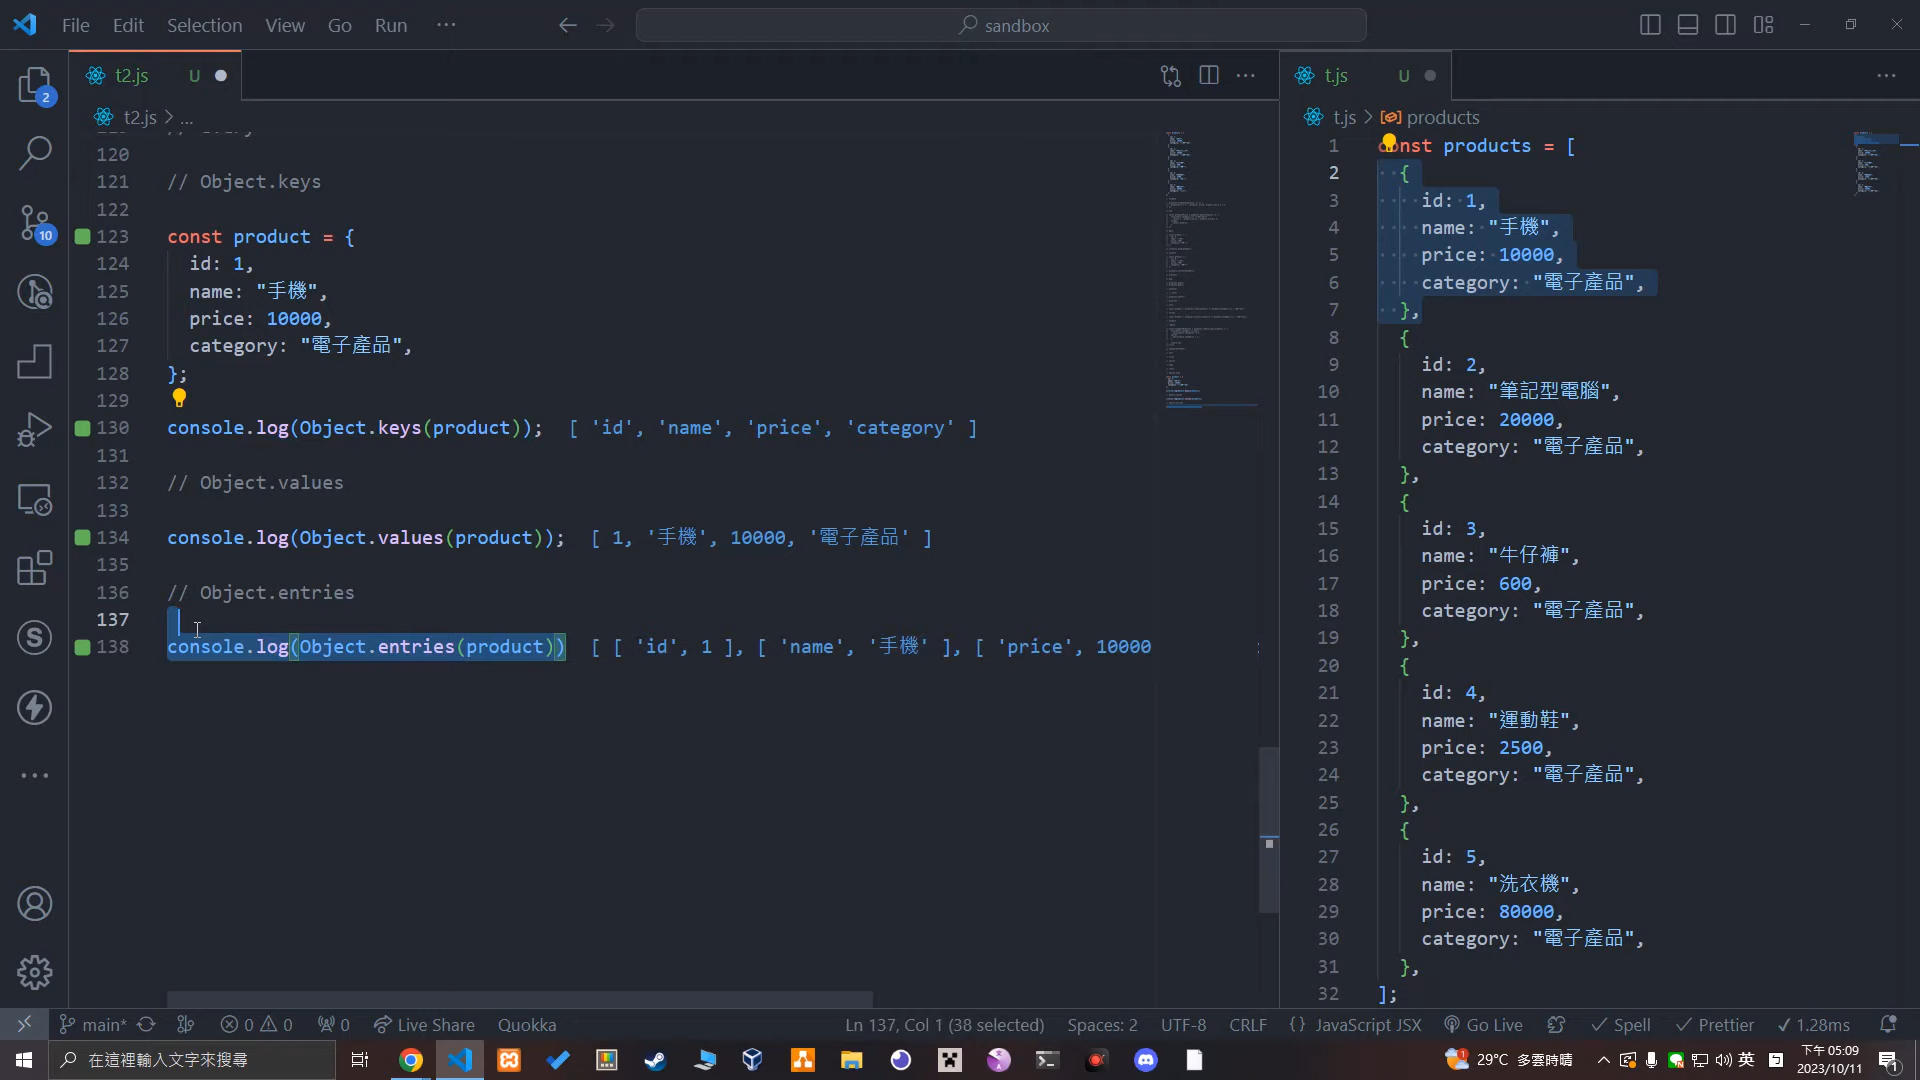 File Edit Selection View Go Run ··· sandbox
t2.js U
t2.js > ...
120
121 // Object.keys
122
123 const product = {
124 id: 1,
125 name: "手機",
126 price: 10000,
127 category: "電子產品",
128 };
129
130 console.log(Object.keys(product)); [ 'id', 'name', 'price', 'category' ]
131
132 // Object.values
133
134 console.log(Object.values(product)); [ 1, '手機', 10000, '電子產品' ]
135
136 // Object.entries
137
138 console.log(Object.entries(product)) [ [ 'id', 1 ], [ 'name', '手機' ], [ 'price', 10000
t.js U
t.js > products
1 const products = [
2 {
3 id: 1,
4 name: "手機",
5 price: 10000,
6 category: "電子產品",
7 },
8 {
9 id: 2,
10 name: "筆記型電腦",
11 price: 20000,
12 category: "電子產品",
13 },
14 {
15 id: 3,
16 name: "牛仔褲",
17 price: 600,
18 category: "電子產品",
19 },
20 {
21 id: 4,
22 name: "運動鞋",
23 price: 2500,
24 category: "電子產品",
25 },
26 {
27 id: 5,
28 name: "洗衣機",
29 price: 80000,
30 category: "電子產品",
31 },
32 ];
2
10
main* 0 0 0 Live Share Quokka Ln 137, Col 1 (38 selected) Spaces: 2 UTF-8 CRLF {} JavaScript JSX Go Live Spell Prettier 1.28ms
在這裡輸入文字來搜尋 1 29°C 多雲時晴 英 下午 05:09
2023/10/11 1